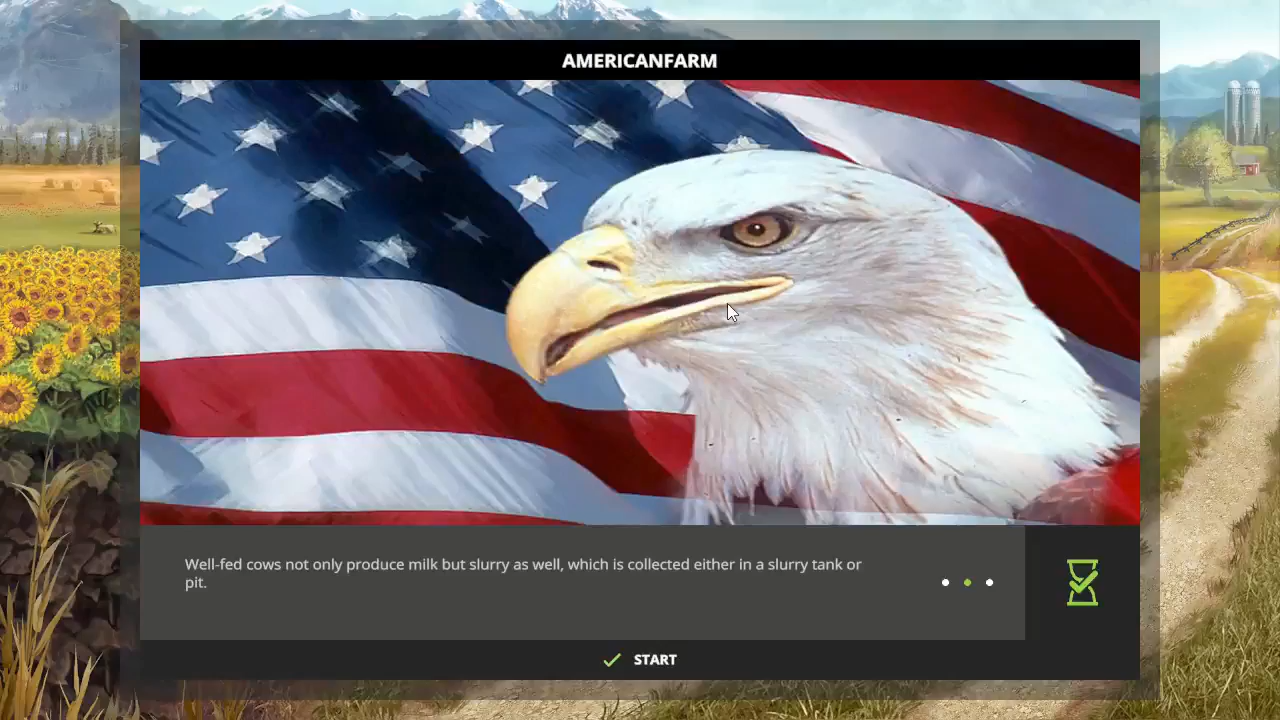 AMERICANFARM
Well-fed cows not only produce milk but slurry as well, which is collected either in a slurry tank or
pit.
START